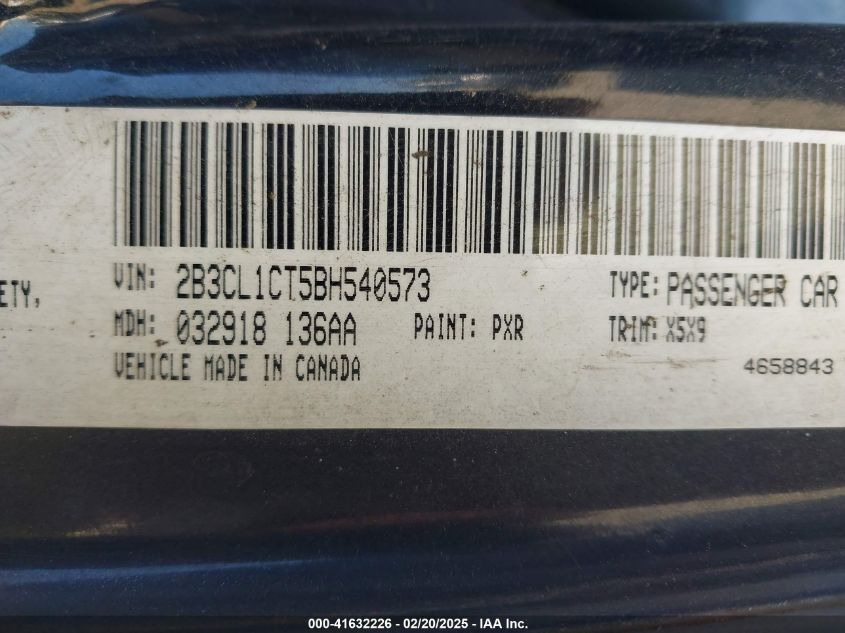 VIN: 2B3CL1CT5BH540573 TYPE: PASSENGER CAR
ETY,
MDH: 032918 136AA PAINT: PXR TRIM: X5X9
VEHICLE MADE IN CANADA 4658843
000-41632226 - 02/20/2025 - IAA Inc.